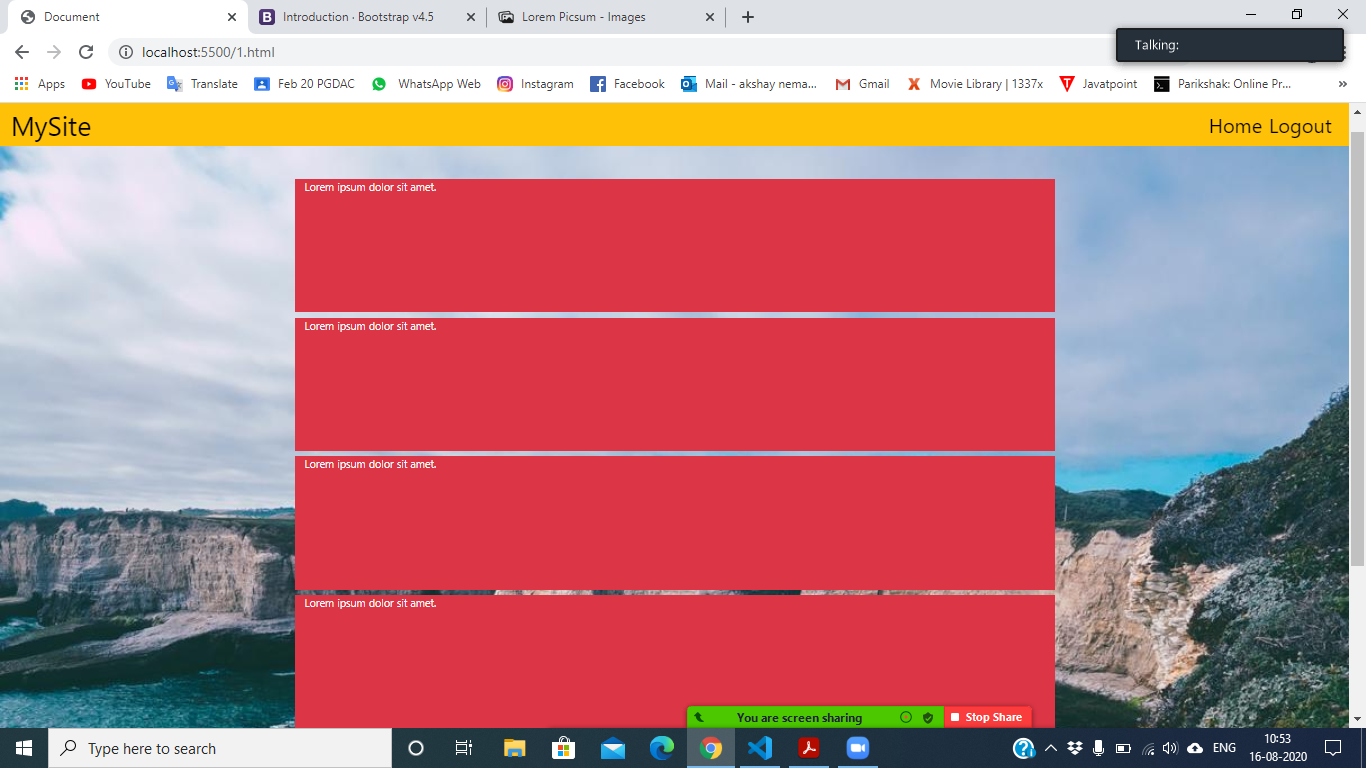 Document
Introduction · Bootstrap v4.5
Lorem Picsum - Images
localhost:5500/1.html
Talking:
Apps
YouTube
Translate
Feb 20 PGDAC
WhatsApp Web
Instagram
Facebook
Mail - akshay nema...
Gmail
Movie Library | 1337x
Javatpoint
Parikshak: Online Pr...
»
MySite
Home Logout
Lorem ipsum dolor sit amet.
Lorem ipsum dolor sit amet.
Lorem ipsum dolor sit amet.
Lorem ipsum dolor sit amet.
You are screen sharing
Stop Share
Type here to search
ENG
10:53
16-08-2020